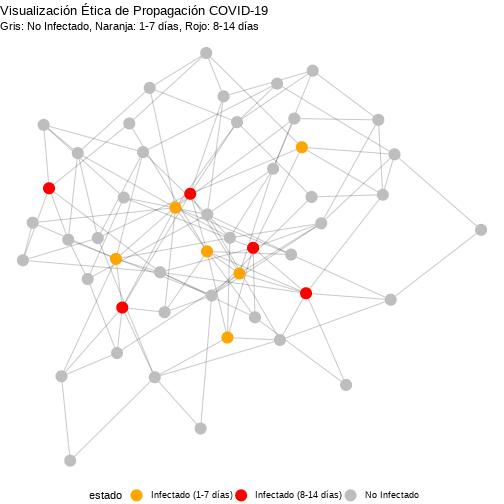 Visualización Ética de Propagación COVID-19
Gris: No Infectado, Naranja: 1-7 días, Rojo: 8-14 días
estado Infectado (1-7 días) Infectado (8-14 días) No Infectado